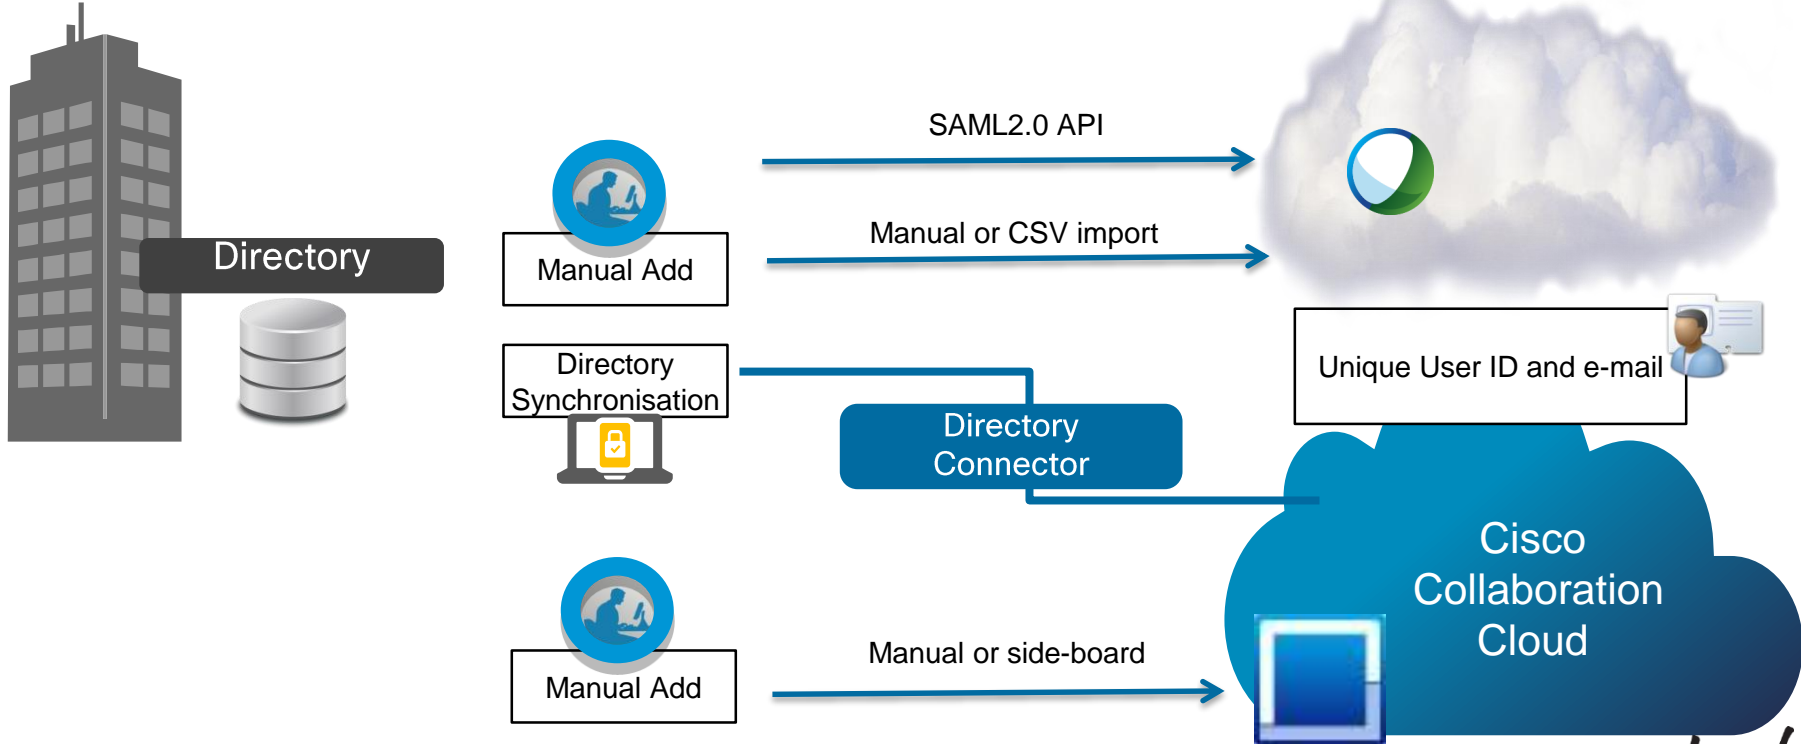 SAML2.0 API
Manual or CSV import
Directory
Manual Add
Directory
Synchronisation
Unique User ID and e-mail
Directory
Connector
Cisco
Collaboration
Cloud
Manual or side-board
Manual Add